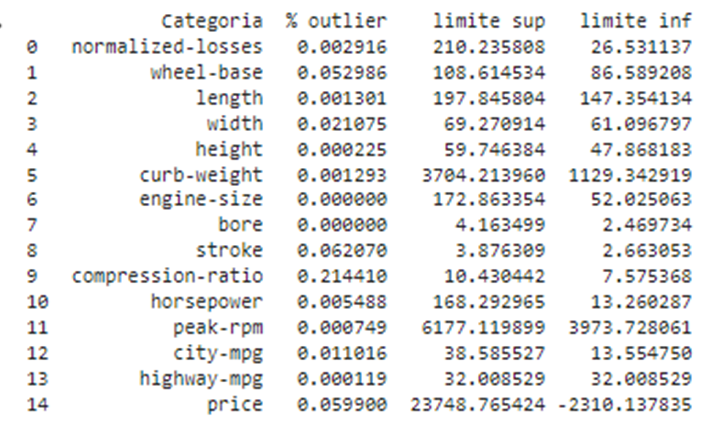 Categoria % outlier limite sup limite inf
0 normalized-losses 0.002916 210.235808 26.531137
1 wheel-base 0.052986 108.614534 86.589208
2 length 0.001301 197.845804 147.354134
3 width 0.021075 69.270914 61.096797
4 height 0.000225 59.746384 47.868183
5 curb-weight 0.001293 3704.213960 1129.342919
6 engine-size 0.000000 172.863354 52.025063
7 bore 0.000000 4.163499 2.469734
8 stroke 0.062070 3.876309 2.663053
9 compression-ratio 0.214410 10.430442 7.575368
10 horsepower 0.005488 168.292965 13.260287
11 peak-rpm 0.000749 6177.119899 3973.728061
12 city-mpg 0.011016 38.585527 13.554750
13 highway-mpg 0.000119 32.008529 32.008529
14 price 0.059900 23748.765424 -2310.137835